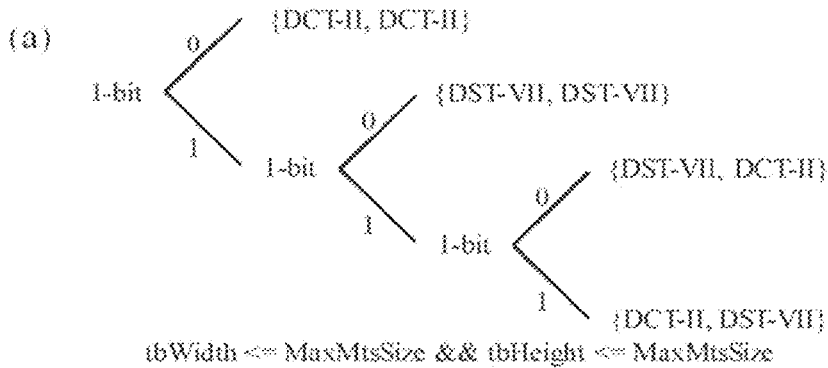 (a)
{DCT-II, DCT-II}
0
1-bit
{DST-VII, DST-VII}
0
1
1-bit
{DST-VII, DCT-II}
0
1
1-bit
1
{DCT-II, DST-VII}
tbWidth <= MaxMtsSize && tbHeight <= MaxMtsSize